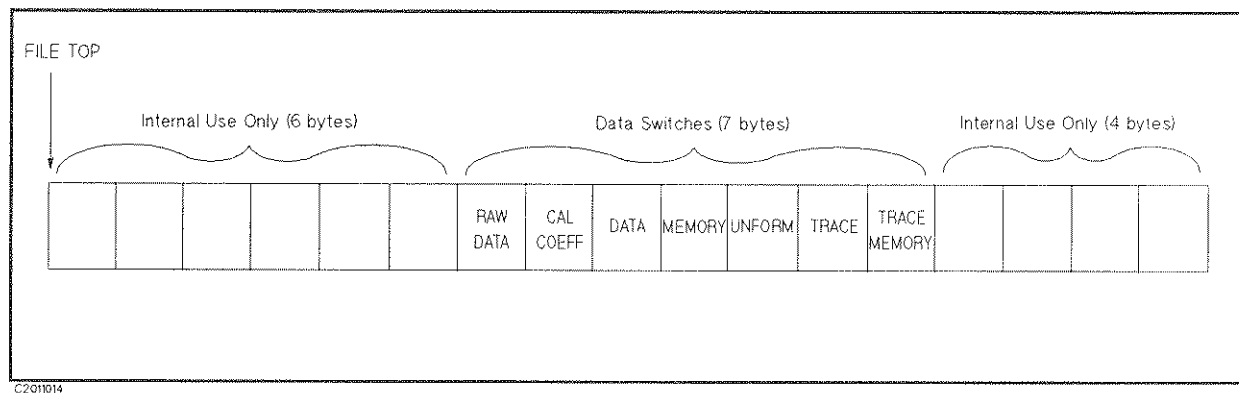 FILE TOP
Internal Use Only (6 bytes)
Data Switches (7 bytes)
Internal Use Only (4 bytes)
RAW DATA
CAL COEFF
DATA
MEMORY
UNFORM
TRACE
TRACE MEMORY
C2011014